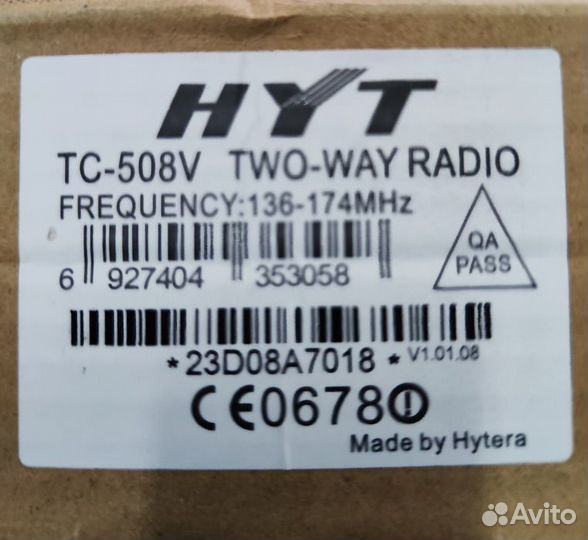 HYT
TC-508V TWO-WAY RADIO
FREQUENCY:136-174MHz
QA
PASS
6 927404 353058
*23D08A7018* V1.01.08
CE0678
Made by Hytera
Avito